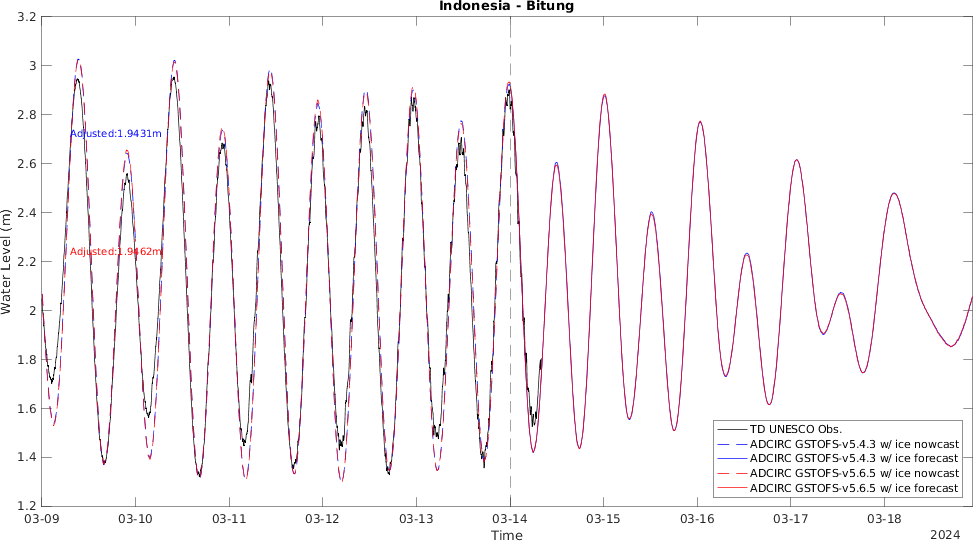 Indonesia - Bitung
3.2
3
2.8
2.6
2.4
2.2
2
1.8
1.6
1.4
1.2
Water Level (m)
Adjusted:1.9431m
Adjusted:1.9462m
TD UNESCO Obs.
ADCIRC GSTOFS-v5.4.3 w/ ice nowcast
ADCIRC GSTOFS-v5.4.3 w/ ice forecast
ADCIRC GSTOFS-v5.6.5 w/ ice nowcast
ADCIRC GSTOFS-v5.6.5 w/ ice forecast
03-09 03-10 03-11 03-12 03-13 03-14 03-15 03-16 03-17 03-18
Time
2024